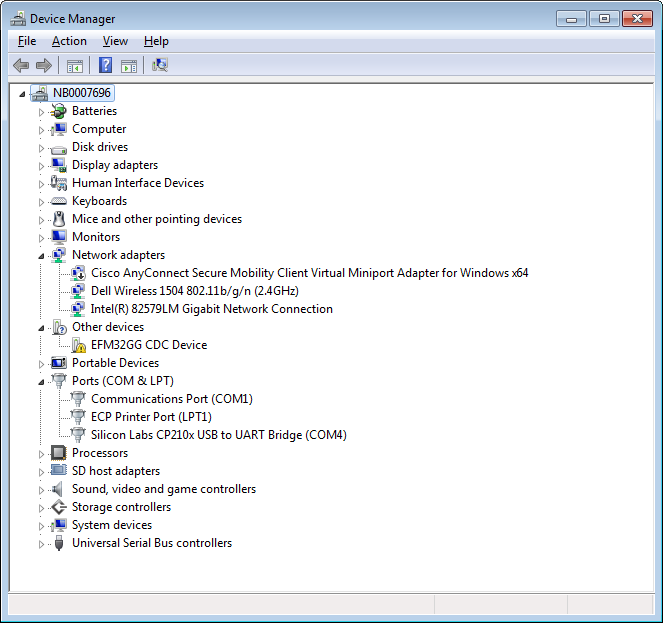 Device Manager
File Action View Help
NB0007696
Batteries
Computer
Disk drives
Display adapters
Human Interface Devices
Keyboards
Mice and other pointing devices
Monitors
Network adapters
Cisco AnyConnect Secure Mobility Client Virtual Miniport Adapter for Windows x64
Dell Wireless 1504 802.11b/g/n (2.4GHz)
Intel(R) 82579LM Gigabit Network Connection
Other devices
EFM32GG CDC Device
Portable Devices
Ports (COM & LPT)
Communications Port (COM1)
ECP Printer Port (LPT1)
Silicon Labs CP210x USB to UART Bridge (COM4)
Processors
SD host adapters
Sound, video and game controllers
Storage controllers
System devices
Universal Serial Bus controllers